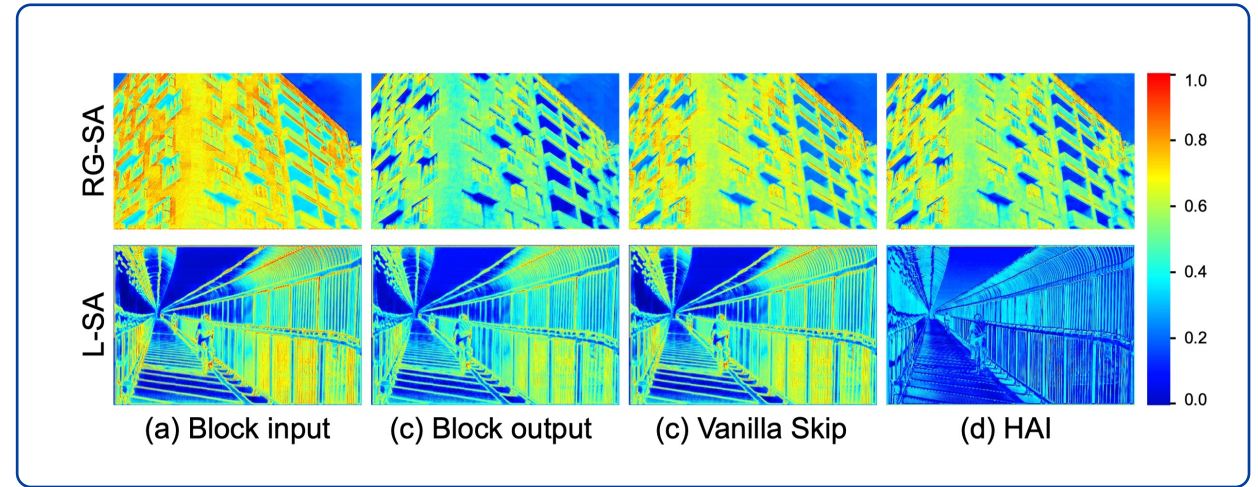 RG-SA
L-SA
1.0
0.8
0.6
0.4
0.2
0.0
(a) Block input
(c) Block output
(c) Vanilla Skip
(d) HAI